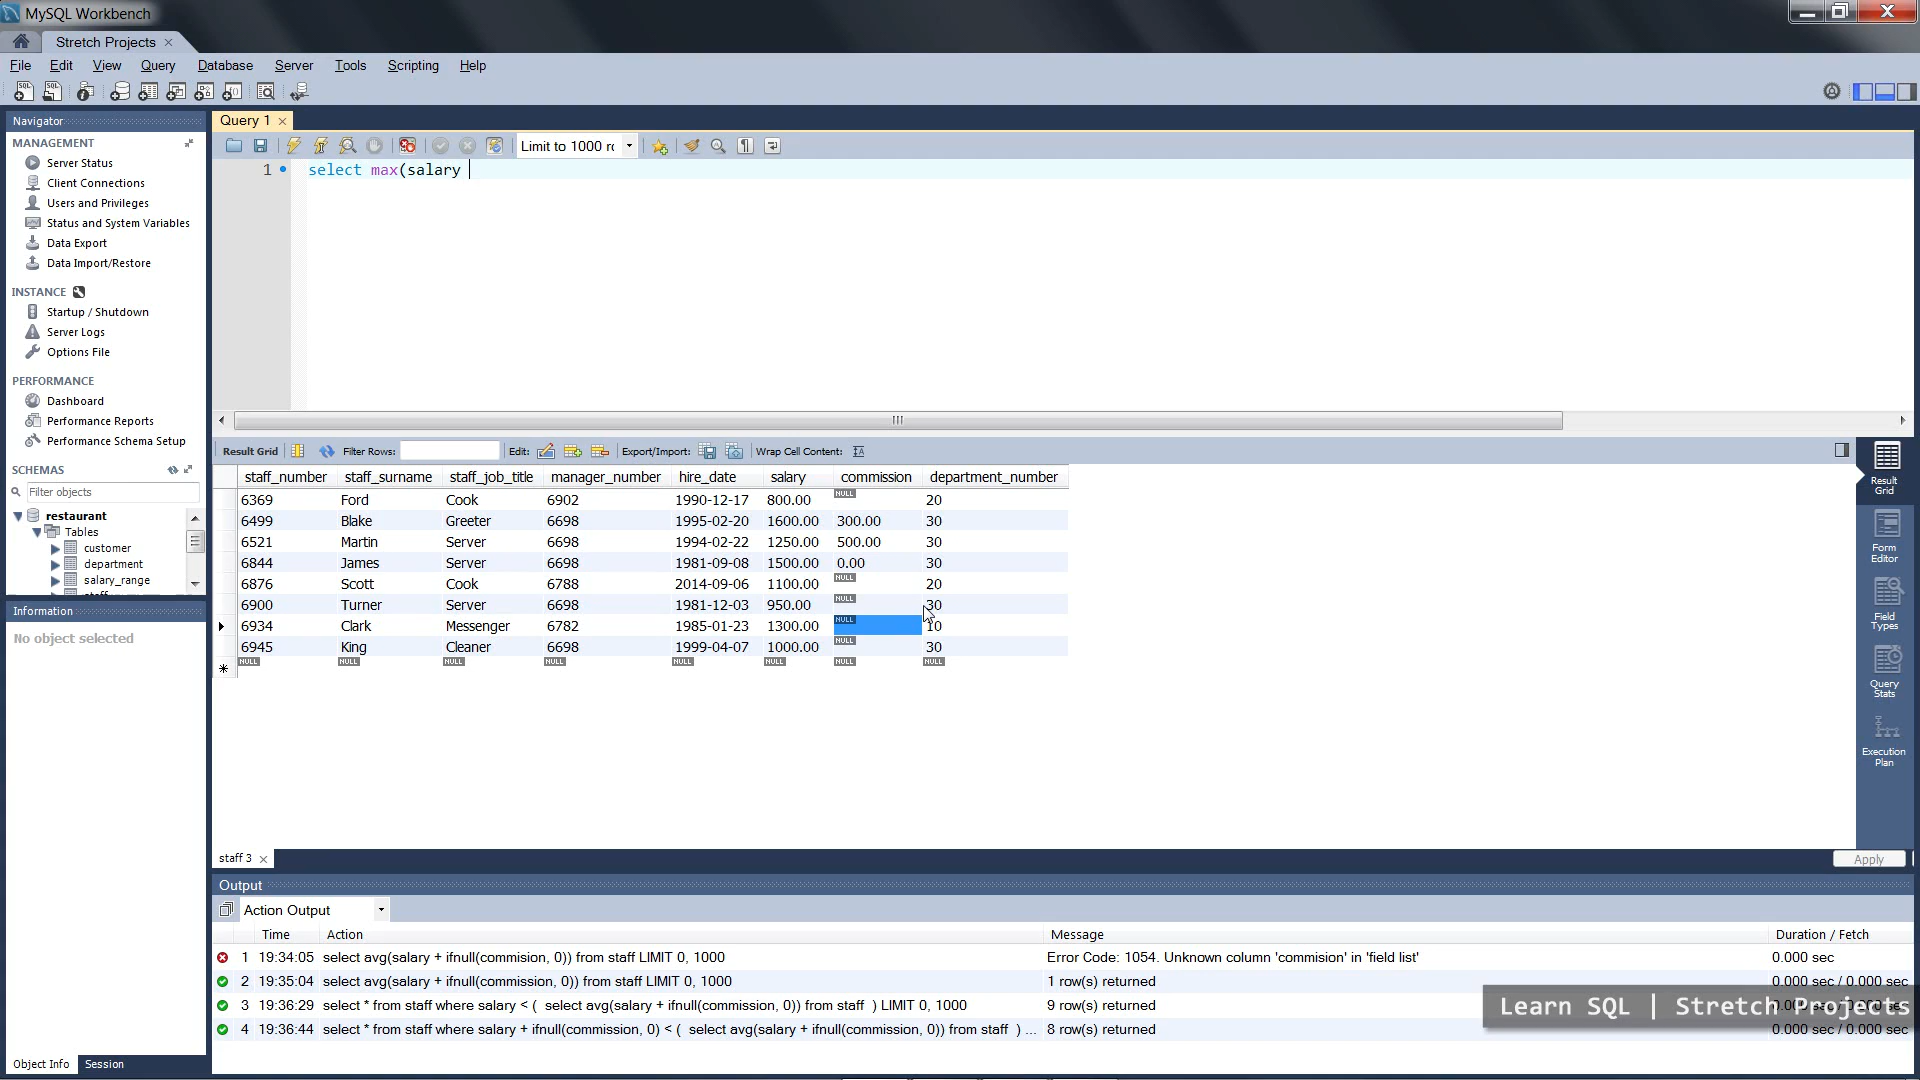 MySQL Workbench
Stretch Projects
File Edit View Query Database Server Tools Scripting Help
Navigator
MANAGEMENT
Server Status
Client Connections
Users and Privileges
Status and System Variables
Data Export
Data Import/Restore
INSTANCE
Startup / Shutdown
Server Logs
Options File
PERFORMANCE
Dashboard
Performance Reports
Performance Schema Setup
SCHEMAS
Filter objects
restaurant
Tables
customer
department
salary_range
Information
No object selected
Object Info Session
Query 1
Limit to 1000 rc
1 select max(salary
Result Grid Filter Rows: Edit: Export/Import: Wrap Cell Content:
staff_number staff_surname staff_job_title manager_number hire_date salary commission department_number
6369 Ford Cook 6902 1990-12-17 800.00 NULL 20
6499 Blake Greeter 6698 1995-02-20 1600.00 300.00 30
6521 Martin Server 6698 1994-02-22 1250.00 500.00 30
6844 James Server 6698 1981-09-08 1500.00 0.00 30
6876 Scott Cook 6788 2014-09-06 1100.00 NULL 20
6900 Turner Server 6698 1981-12-03 950.00 NULL 30
6934 Clark Messenger 6782 1985-01-23 1300.00 NULL 10
6945 King Cleaner 6698 1999-04-07 1000.00 NULL 30
NULL NULL NULL NULL NULL NULL NULL NULL
Result Grid
Form Editor
Field Types
Query Stats
Execution Plan
staff 3
Apply
Output
Action Output
Time Action Message Duration / Fetch
1 19:34:05 select avg(salary + ifnull(commision, 0)) from staff LIMIT 0, 1000 Error Code: 1054. Unknown column 'commision' in 'field list' 0.000 sec
2 19:35:04 select avg(salary + ifnull(commission, 0)) from staff LIMIT 0, 1000 1 row(s) returned 0.000 sec / 0.000 sec
3 19:36:29 select * from staff where salary < ( select avg(salary + ifnull(commission, 0)) from staff ) LIMIT 0, 1000 9 row(s) returned 0.000 sec / 0.000 sec
4 19:36:44 select * from staff where salary + ifnull(commission, 0) < ( select avg(salary + ifnull(commission, 0)) from staff ) ... 8 row(s) returned 0.000 sec / 0.000 sec
Learn SQL | Stretch Projects